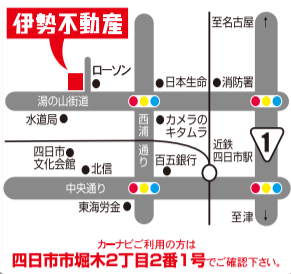 伊勢不動産
至名古屋
ローソン
日本生命
消防署
湯の山街道
水道局
西浦通り
カメラの
キタムラ
1
四日市市
文化会館
北信
百五銀行
近鉄
四日市駅
中央通り
東海労金
至津
カーナビご利用の方は
四日市市堀木2丁目2番1号でご確認下さい。